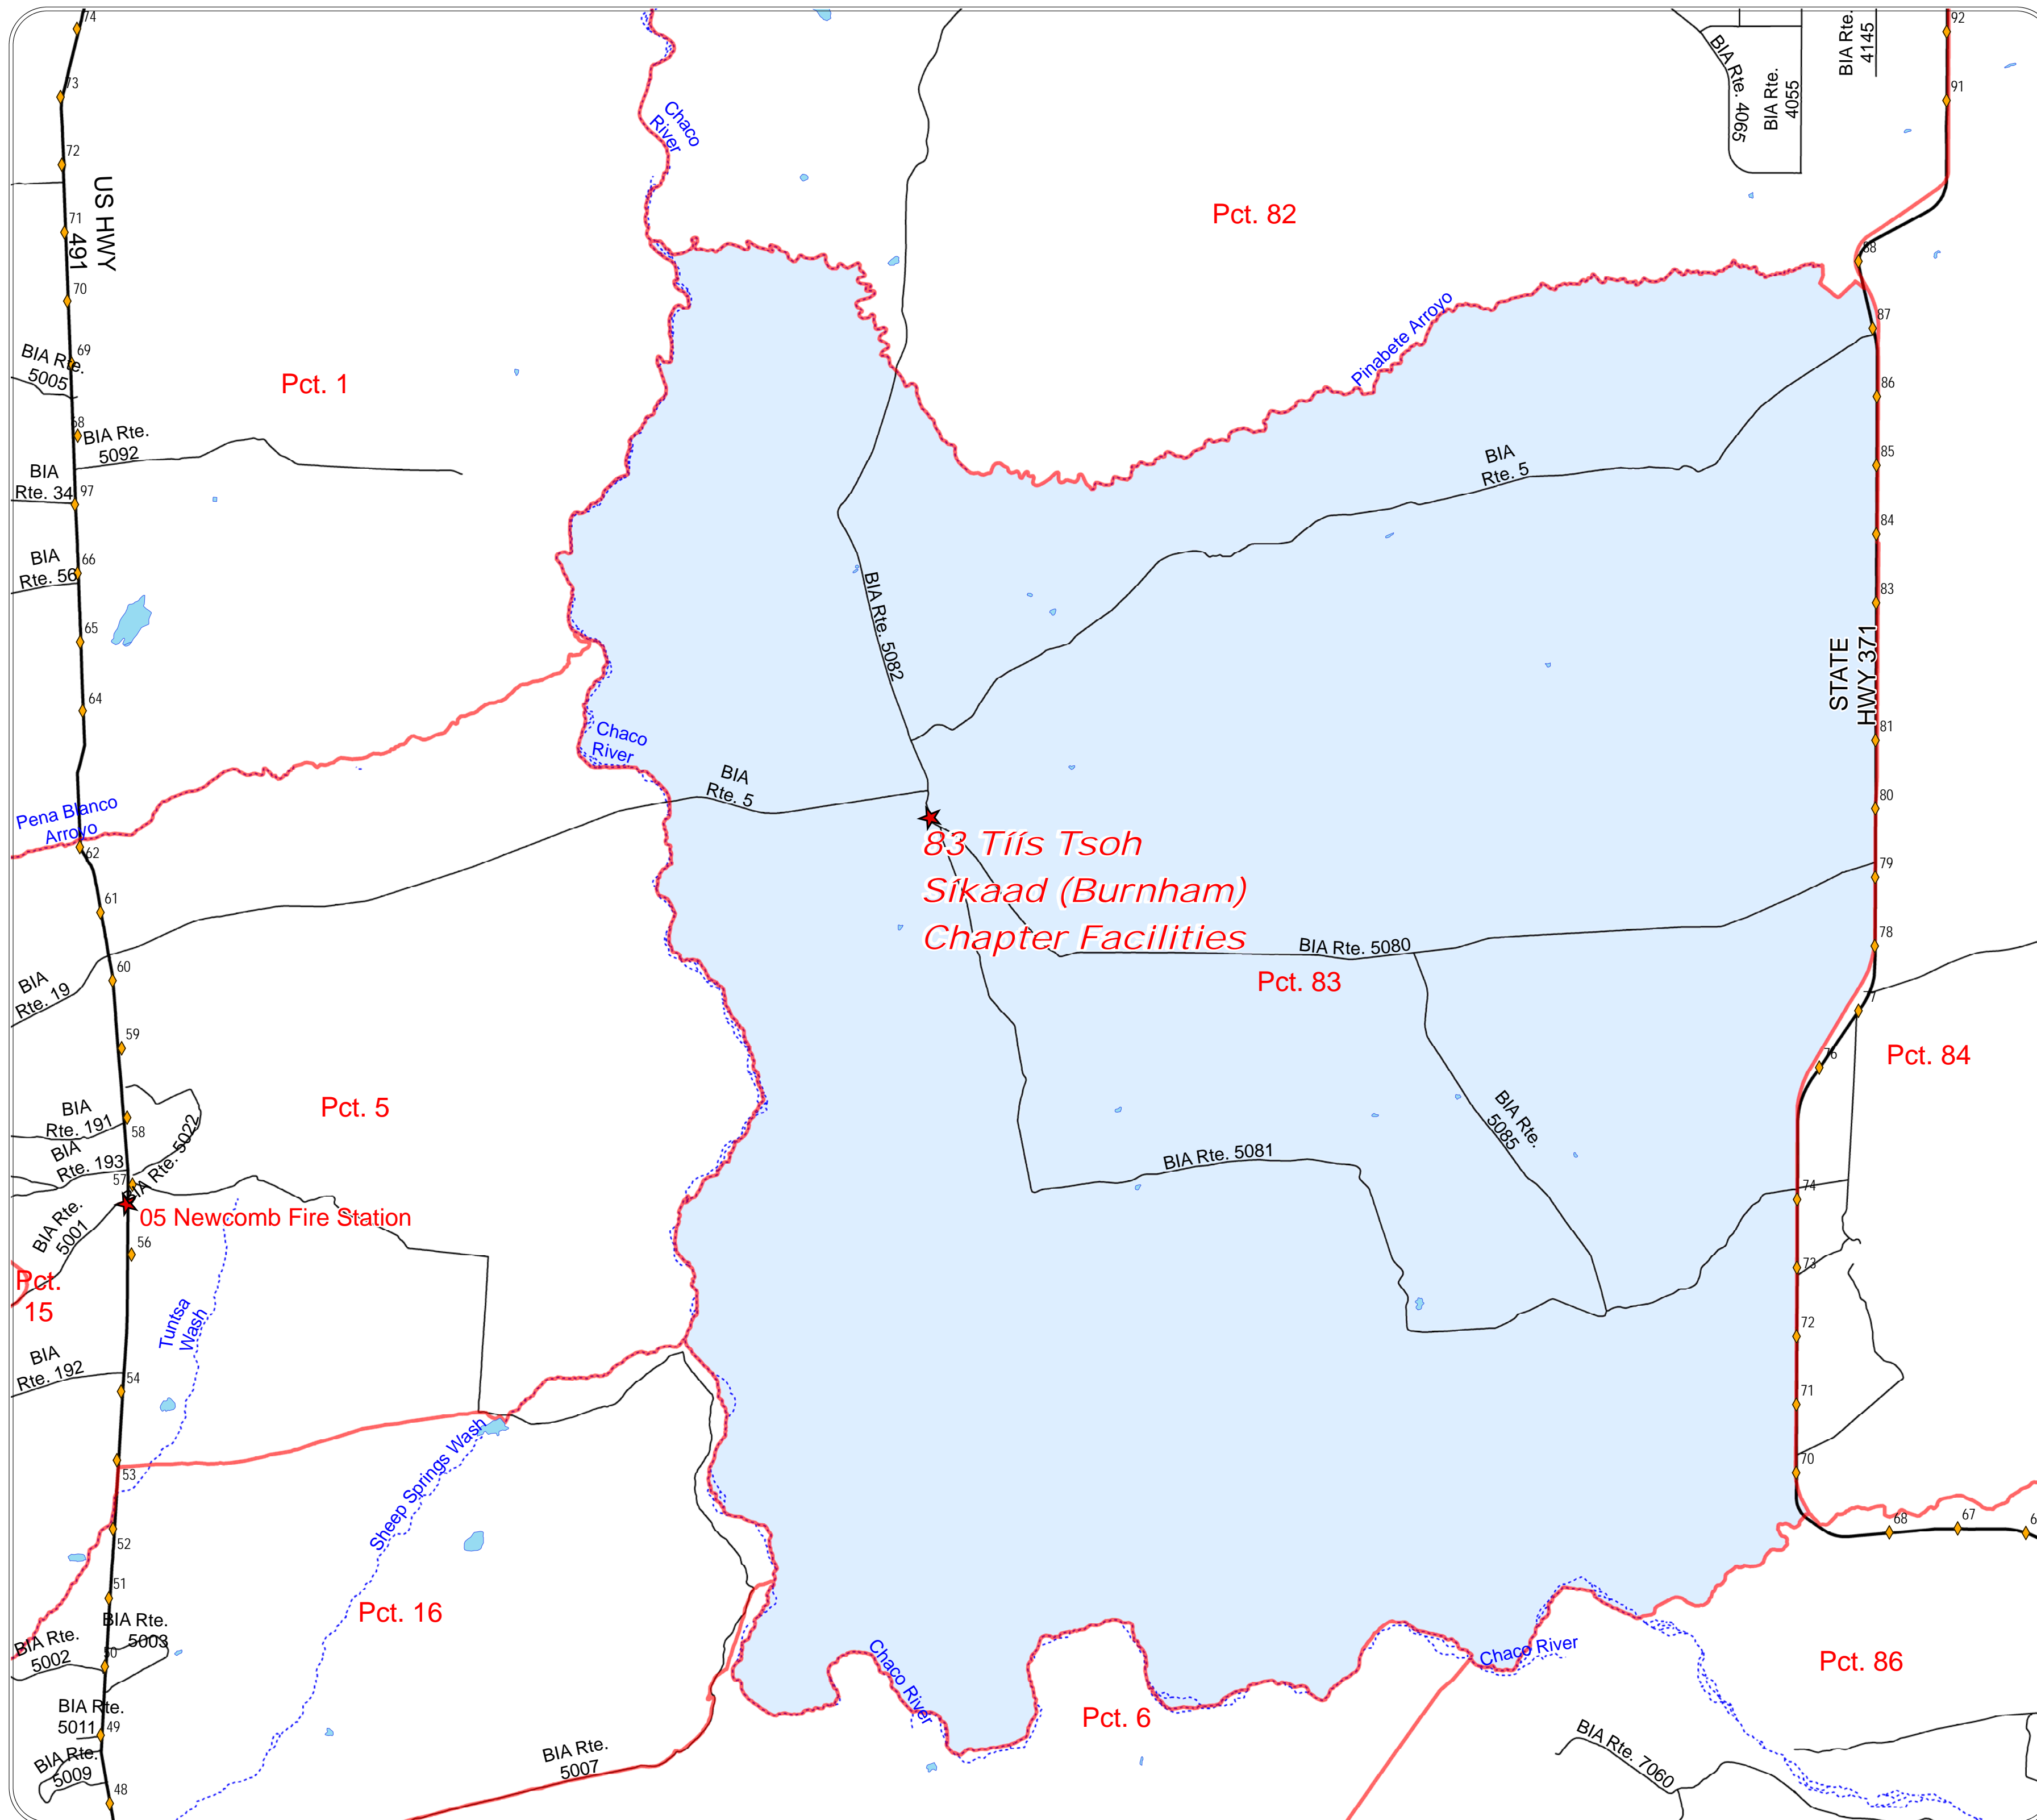 74
92
BIA Rte.
4145
BIA Rte. 4065
BIA Rte.
4055
91
73
Chaco
River
72
US HWY
491
71
Pct. 82
88
70
Pinabete Arroyo
87
69
BIA Rte.
5005
Pct. 1
86
68
BIA Rte.
5092
85
BIA
Rte. 5
BIA
Rte. 34
97
84
66
BIA
Rte. 56
BIA Rte. 5082
83
65
STATE
HWY 371
64
81
Chaco
River
BIA
Rte. 5
80
Pena Blanco
Arroyo
62
83 Tíís Tsoh
Sikaad (Burnham)
Chapter Facilities
79
61
78
BIA Rte. 5080
60
BIA
Rte. 19
Pct. 83
77
59
76
Pct. 84
Pct. 5
BIA
Rte. 191
58
BIA Rte. 5022
BIA Rte.
5085
BIA
Rte. 193
57
BIA Rte. 5081
74
05 Newcomb Fire Station
BIA Rte.
5001
56
73
Pct.
15
Tuntsa
Wash
72
BIA
Rte. 192
54
71
Sheep Springs Wash
53
70
52
68
67
51
Pct. 16
BIA Rte.
5003
BIA Rte.
5002
50
Chaco River
Chaco River
Pct. 86
BIA Rte.
5011
49
Pct. 6
BIA Rte.
5007
BIA Rte. 7060
BIA Rte.
5009
48